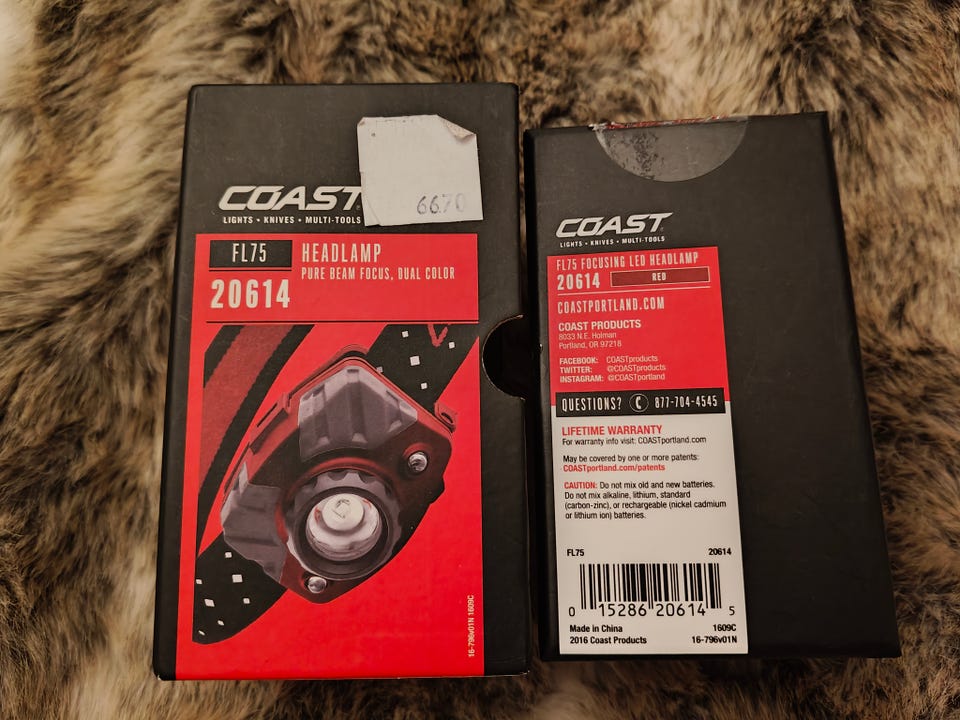 COAST
LIGHTS • KNIVES • MULTI-TOOLS
6670
FL75
HEADLAMP
PURE BEAM FOCUS, DUAL COLOR
20614
16-796v01N 1609C
COAST
LIGHTS • KNIVES • MULTI-TOOLS
FL75 FOCUSING LED HEADLAMP
20614 RED
COASTPORTLAND.COM
COAST PRODUCTS
8033 N.E. Holman
Portland, OR 97218
FACEBOOK: COASTproducts
TWITTER: @COASTproducts
INSTAGRAM: @COASTportland
QUESTIONS? 877-704-4545
LIFETIME WARRANTY
For warranty info visit: COASTportland.com
May be covered by one or more patents:
COASTportland.com/patents
CAUTION: Do not mix old and new batteries.
Do not mix alkaline, lithium, standard
(carbon-zinc), or rechargeable (nickel cadmium
or lithium ion) batteries.
FL75 20614
0 15286 20614 5
Made in China 1609C
2016 Coast Products 16-796v01N